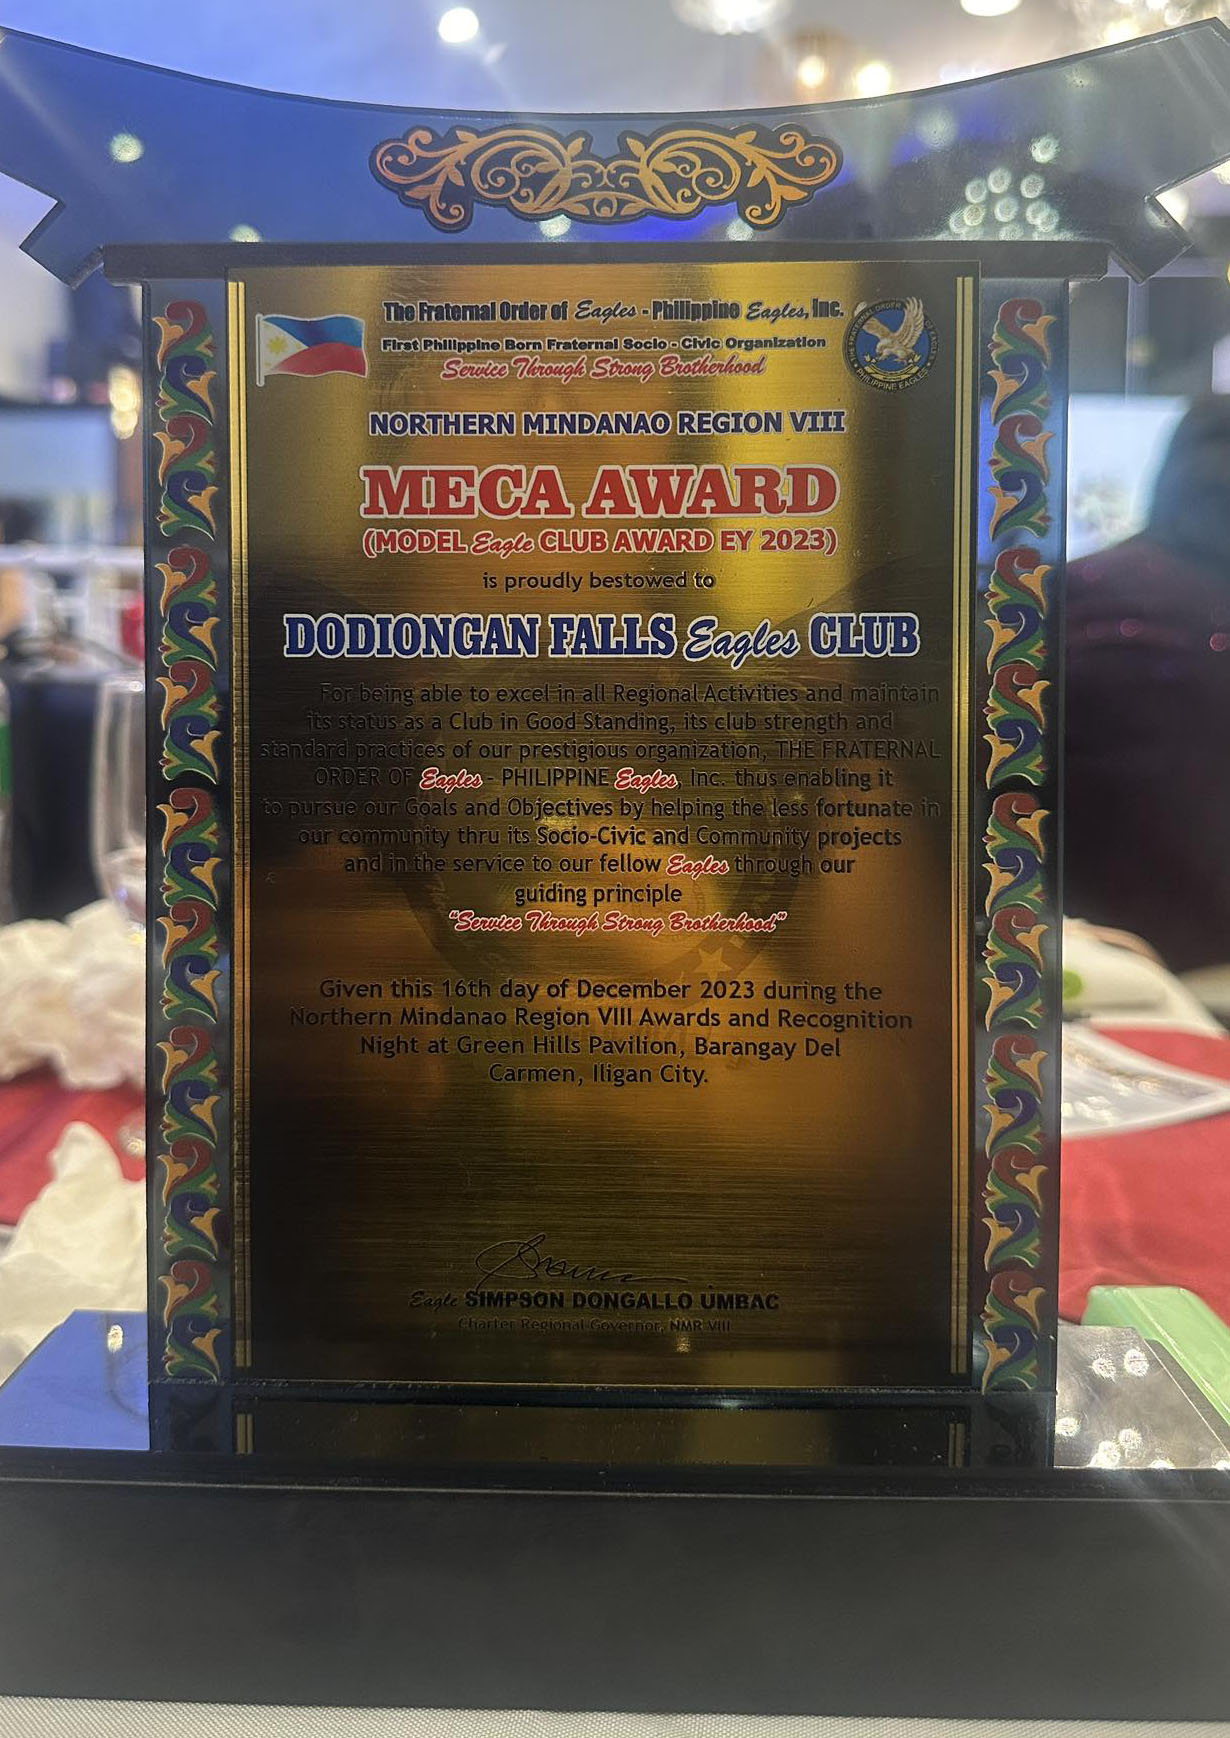 The Fraternal Order of Eagles - Philippine Eagles, Inc.
First Philippine Born Fraternal Socio - Civic Organization
Service Through Strong Brotherhood
PHILIPPINE EAGLES
NORTHERN MINDANAO REGION VIII
MECA AWARD
(MODEL Eagle CLUB AWARD EY 2023)
is proudly bestowed to
DODIONGAN FALLS Eagles CLUB
For being able to excel in all Regional Activities and maintain
its status as a Club in Good Standing, its club strength and
standard practices of our prestigious organization, THE FRATERNAL
ORDER OF Eagles - PHILIPPINE Eagles, Inc. thus enabling it
to pursue our Goals and Objectives by helping the less fortunate in
our community thru its Socio-Civic and Community projects
and in the service to our fellow Eagles through our
guiding principle
"Service Through Strong Brotherhood"
Given this 16th day of December 2023 during the
Northern Mindanao Region VIII Awards and Recognition
Night at Green Hills Pavilion, Barangay Del
Carmen, Iligan City.
Eagle SIMPSON DONGALLO UMBAC
Charter Regional Governor, NMR VIII